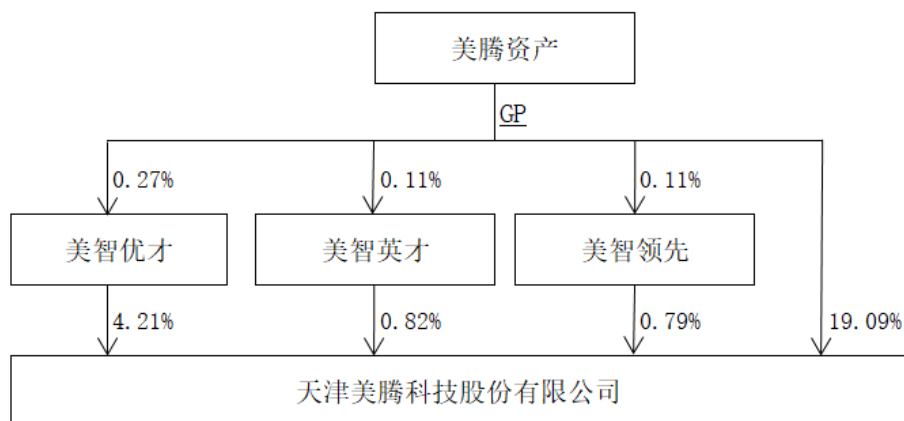 美腾资产
GP
0.27%
0.11%
0.11%
美智优才
美智英才
美智领先
4.21%
0.82%
0.79%
19.09%
天津美腾科技股份有限公司